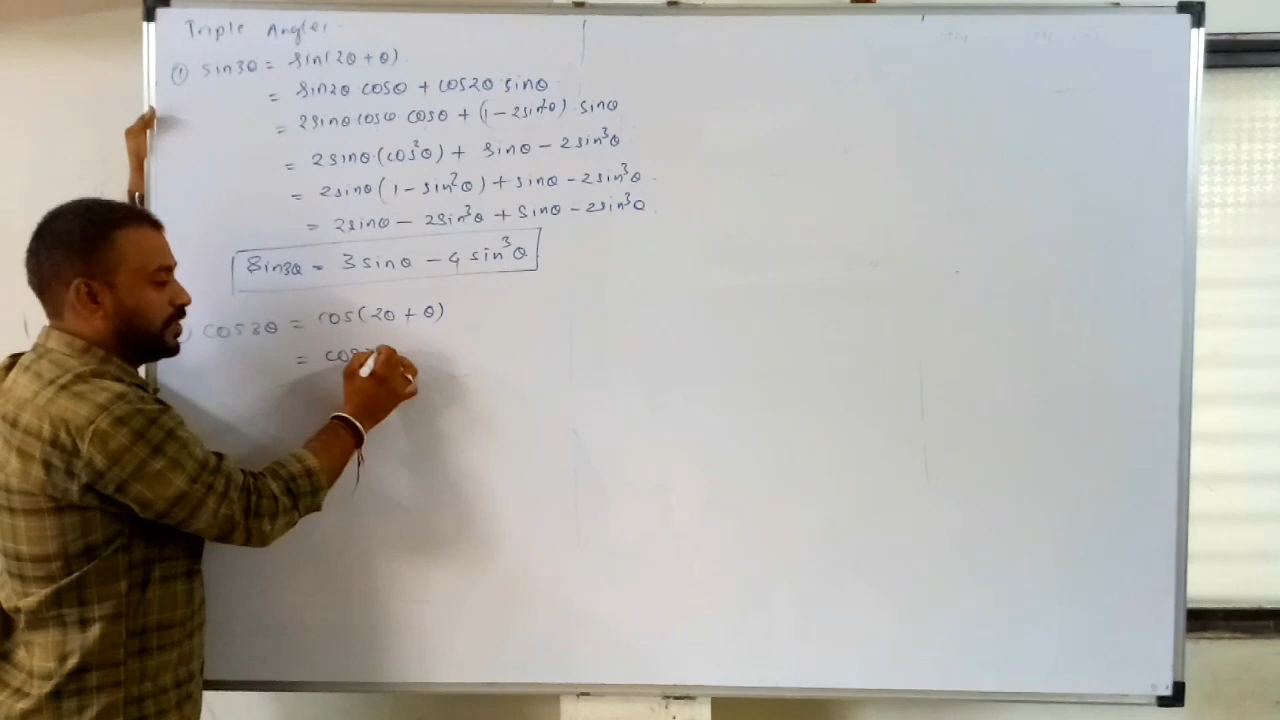 Triple Angles.
① sin3θ = sin(2θ + θ).
= sin2θ cosθ + cos2θ · sinθ
= 2sinθ cosθ · cosθ + (1 − 2sin²θ) · sinθ
= 2sinθ·(cos²θ) + sinθ − 2sin³θ
= 2sinθ(1 − sin²θ) + sinθ − 2sin³θ.
= 2sinθ − 2sin³θ + sinθ − 2sin³θ.
sin3θ = 3sinθ − 4sin³θ
cos3θ = cos(2θ + θ)
= cos